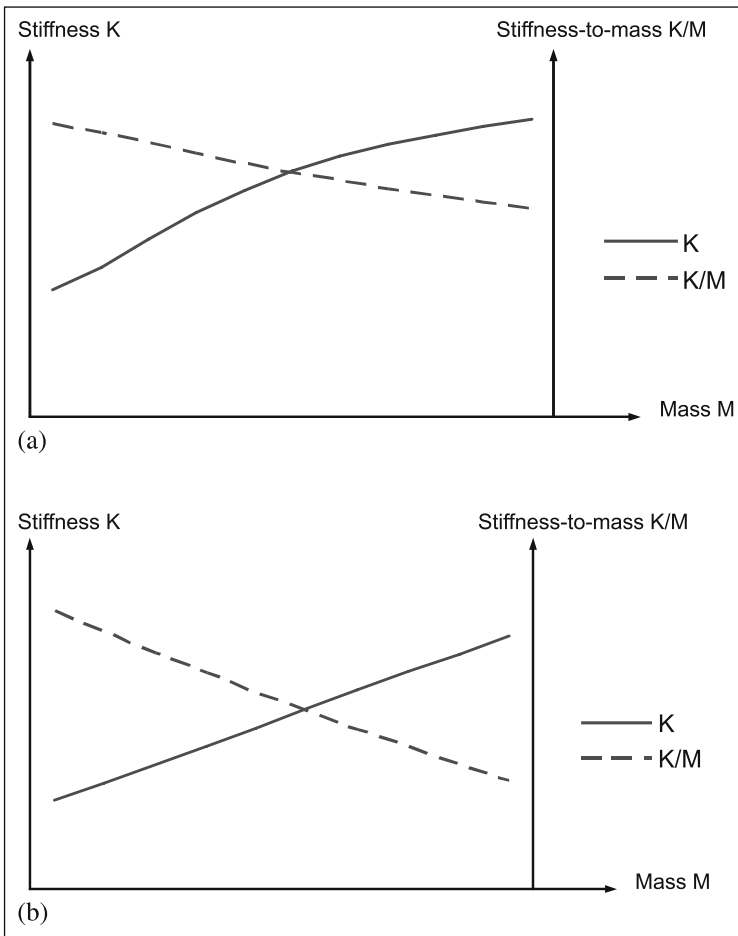 Stiffness K
Stiffness-to-mass K/M
K
K/M
Mass M
(a)
Stiffness K
Stiffness-to-mass K/M
K
K/M
Mass M
(b)